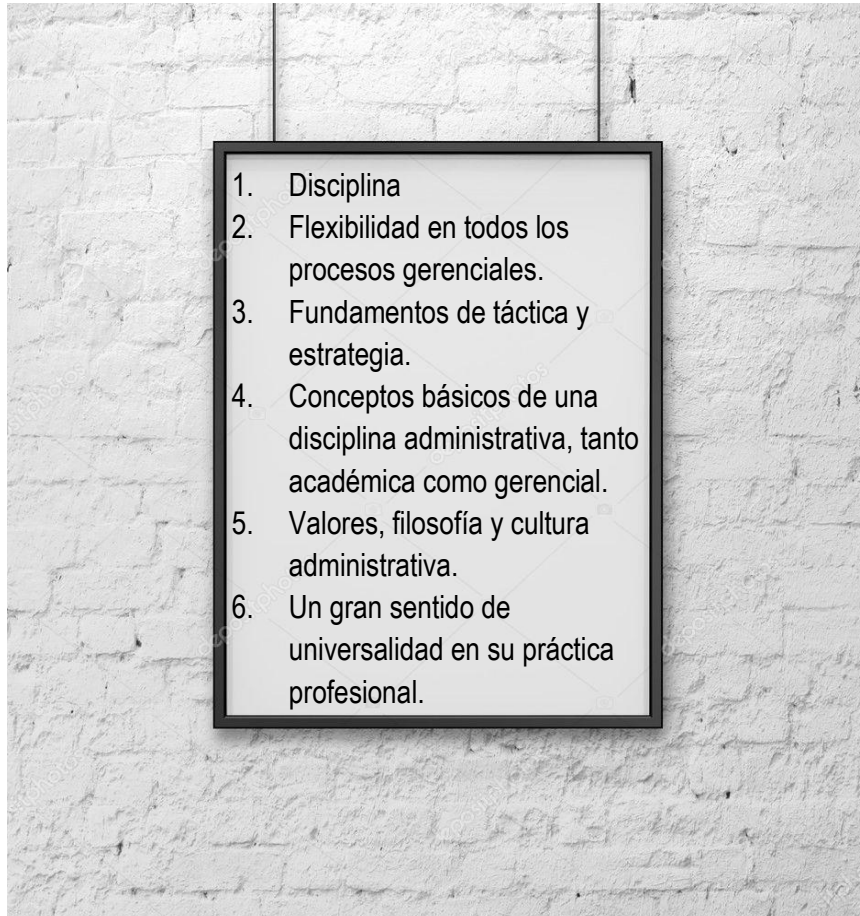 1. Disciplina
2. Flexibilidad en todos los
procesos gerenciales.
3. Fundamentos de táctica y
estrategia.
4. Conceptos básicos de una
disciplina administrativa, tanto
académica como gerencial.
5. Valores, filosofía y cultura
administrativa.
6. Un gran sentido de
universalidad en su práctica
profesional.